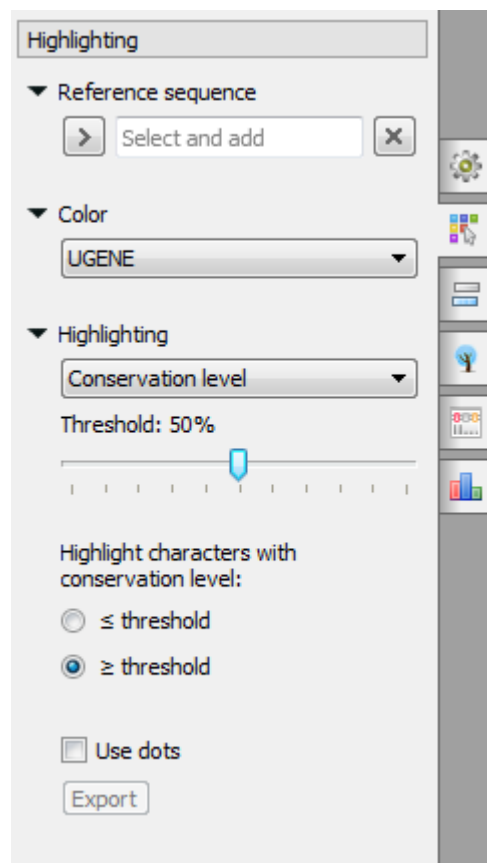 Highlighting
Reference sequence
Select and add
Color
UGENE
Highlighting
Conservation level
Threshold: 50%
Highlight characters with
conservation level:
≤ threshold
≥ threshold
Use dots
Export